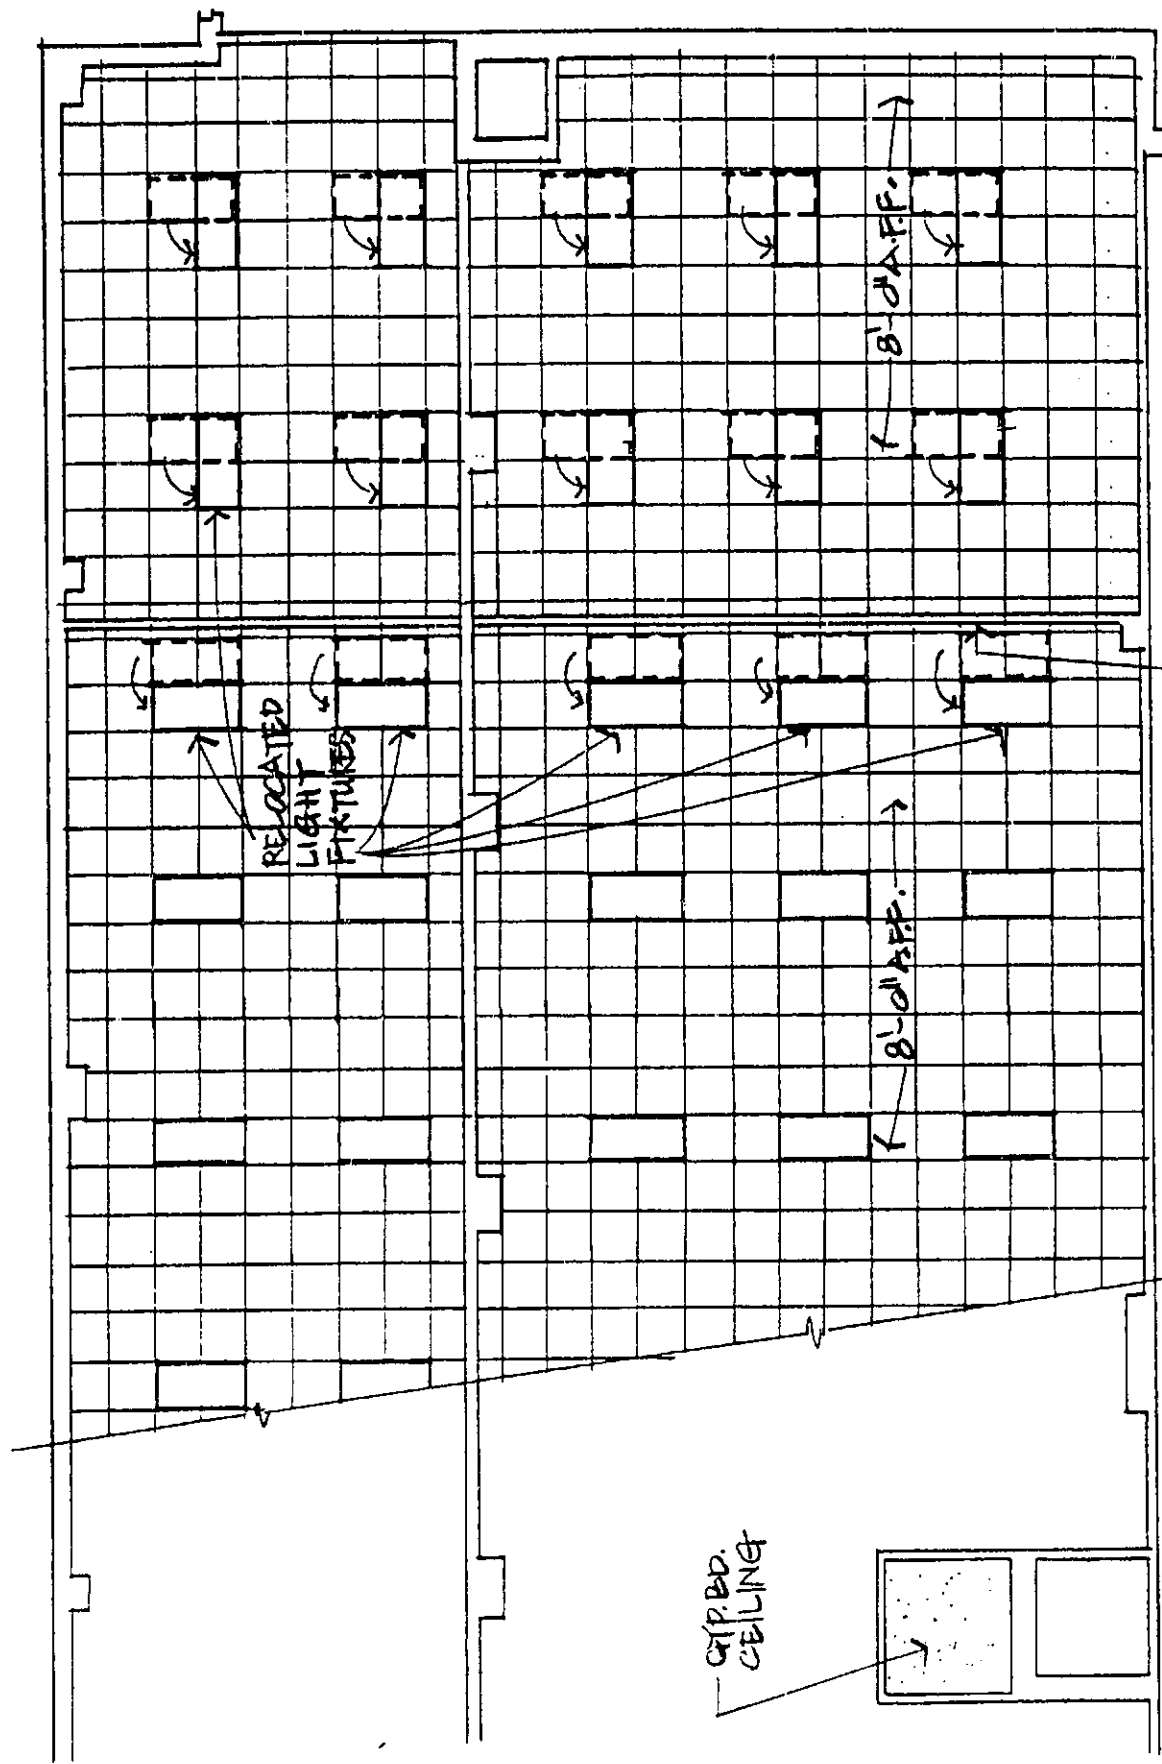 8'-0" A.F.F.
RELOCATED
LIGHT
FIXTURES
8'-0" A.F.F.
GYP. BD.
CEILING